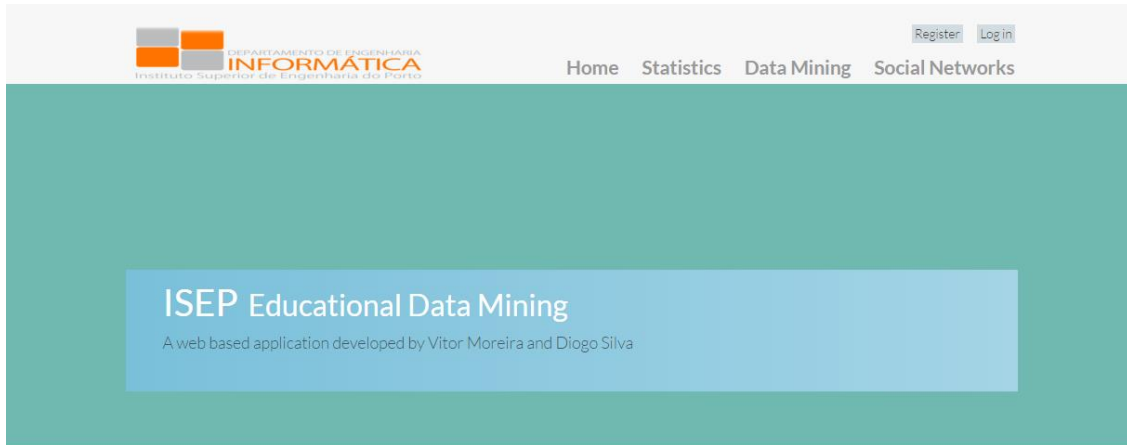 Register Log in
DEPARTAMENTO DE ENGENHARIA
INFORMÁTICA
Instituto Superior de Engenharia do Porto
Home Statistics Data Mining Social Networks
ISEP Educational Data Mining
A web based application developed by Vitor Moreira and Diogo Silva